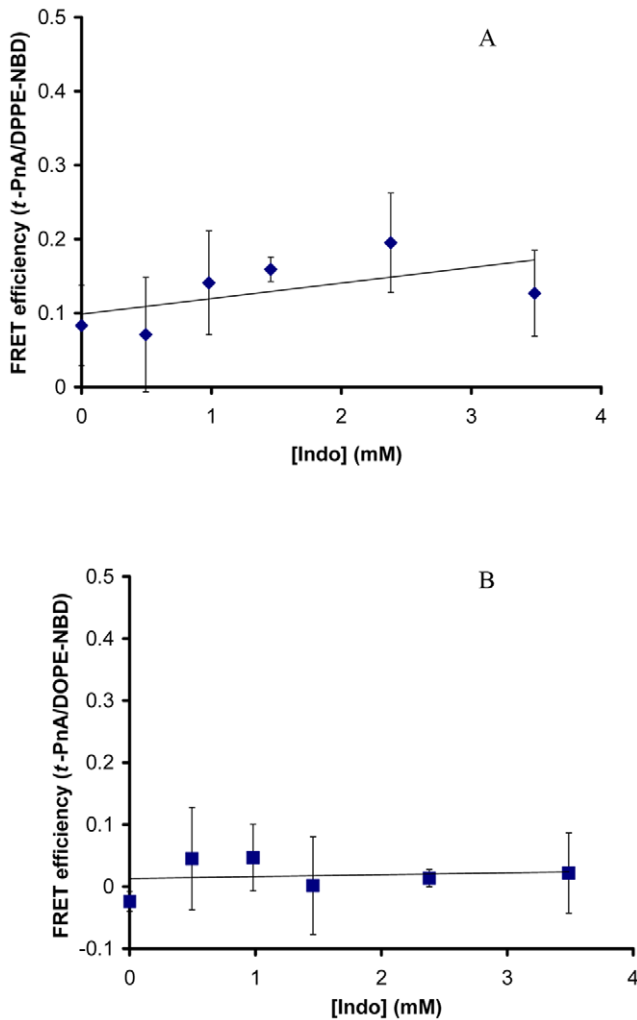 A
0.5
0.4
0.3
0.2
0.1
0
FRET efficiency (t-PnA/DPPE-NBD)
0 1 2 3 4
[Indo] (mM)
B
0.5
0.4
0.3
0.2
0.1
0
-0.1
FRET efficiency (t-PnA/DOPE-NBD)
0 1 2 3 4
[Indo] (mM)